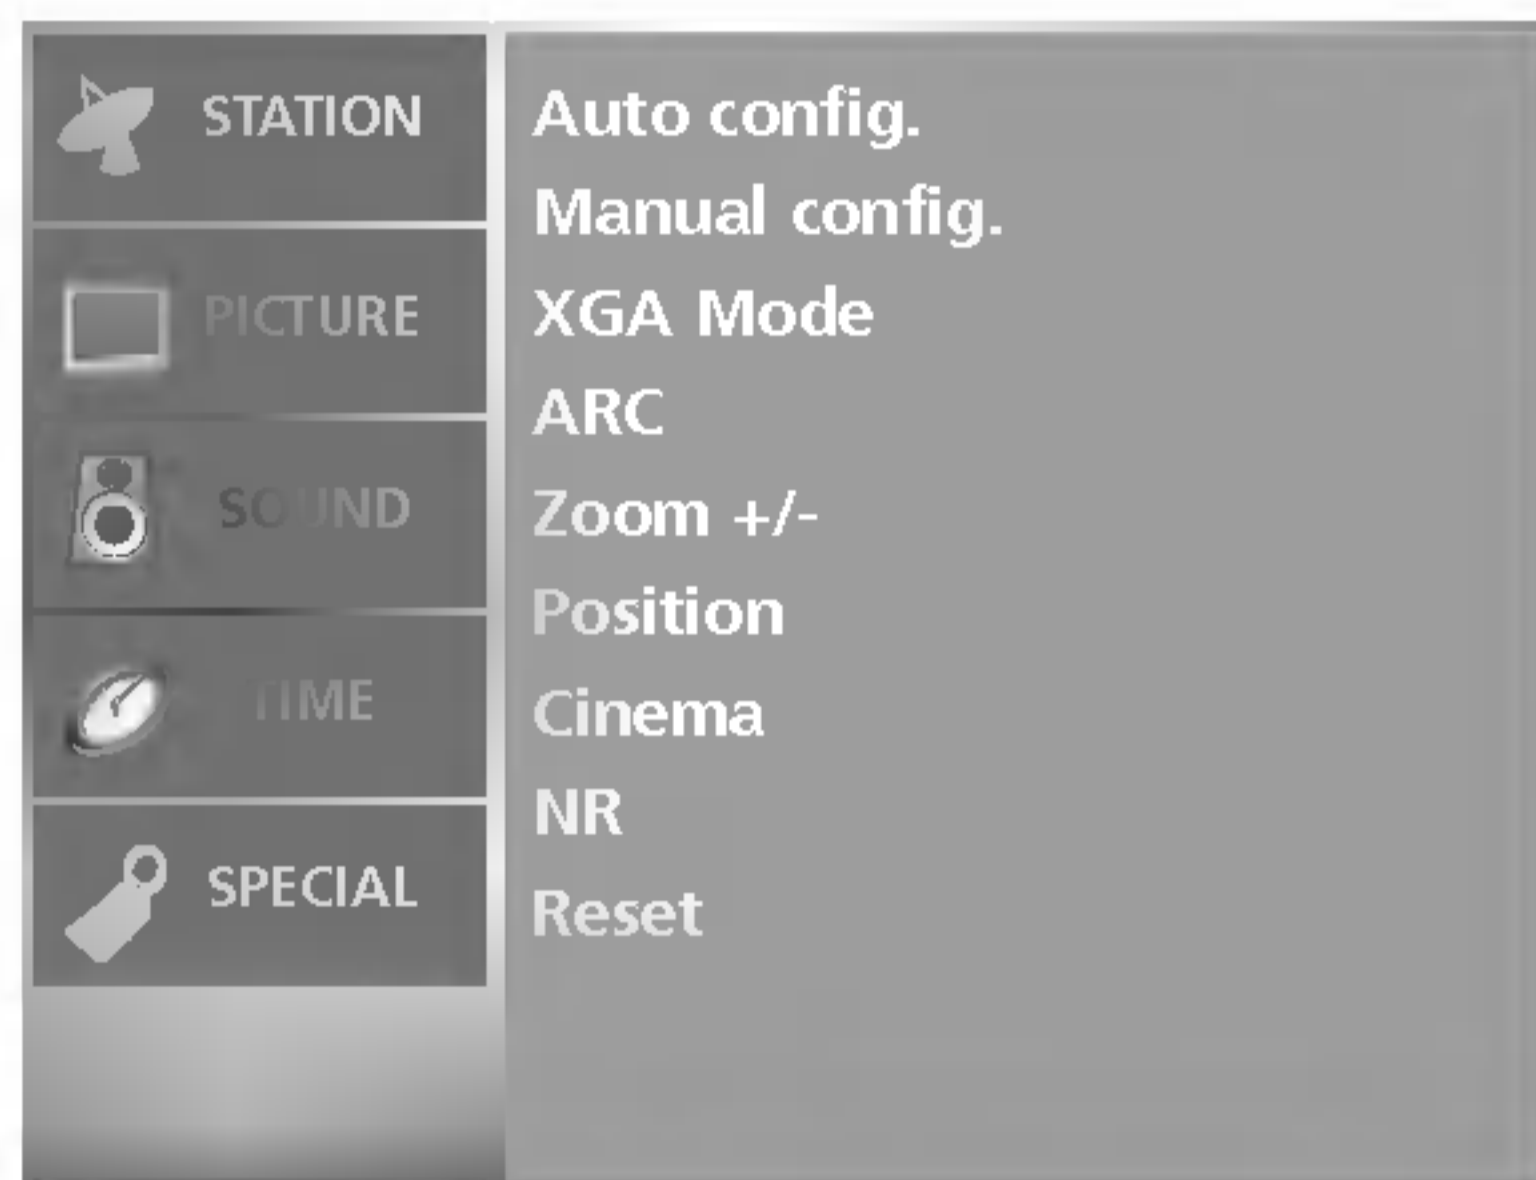 STATION
PICTURE
SOUND
TIME
SPECIAL
Auto config.
Manual config.
XGA Mode
ARC
Zoom +/-
Position
Cinema
NR
Reset